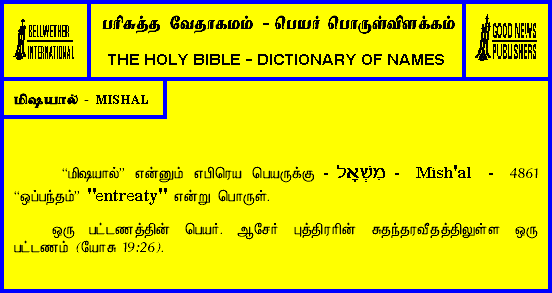 BELLWETHER
INTERNATIONAL
பரிசுத்த வேதாகமம் - பெயர் பொருள்விளக்கம்
THE HOLY BIBLE - DICTIONARY OF NAMES
GOOD NEWS
PUBLISHERS
மிஷயால் - MISHAL
“மிஷயால்” என்னும் எபிரெய பெயருக்கு - מִשְׁאָל - Mish'al - 4861
“ஒப்பந்தம்” "entreaty" என்று பொருள்.
ஒரு பட்டணத்தின் பெயர். ஆசேர் புத்திரரின் சுதந்தரவீதத்திலுள்ள ஒரு
பட்டணம் (யோசு 19:26).